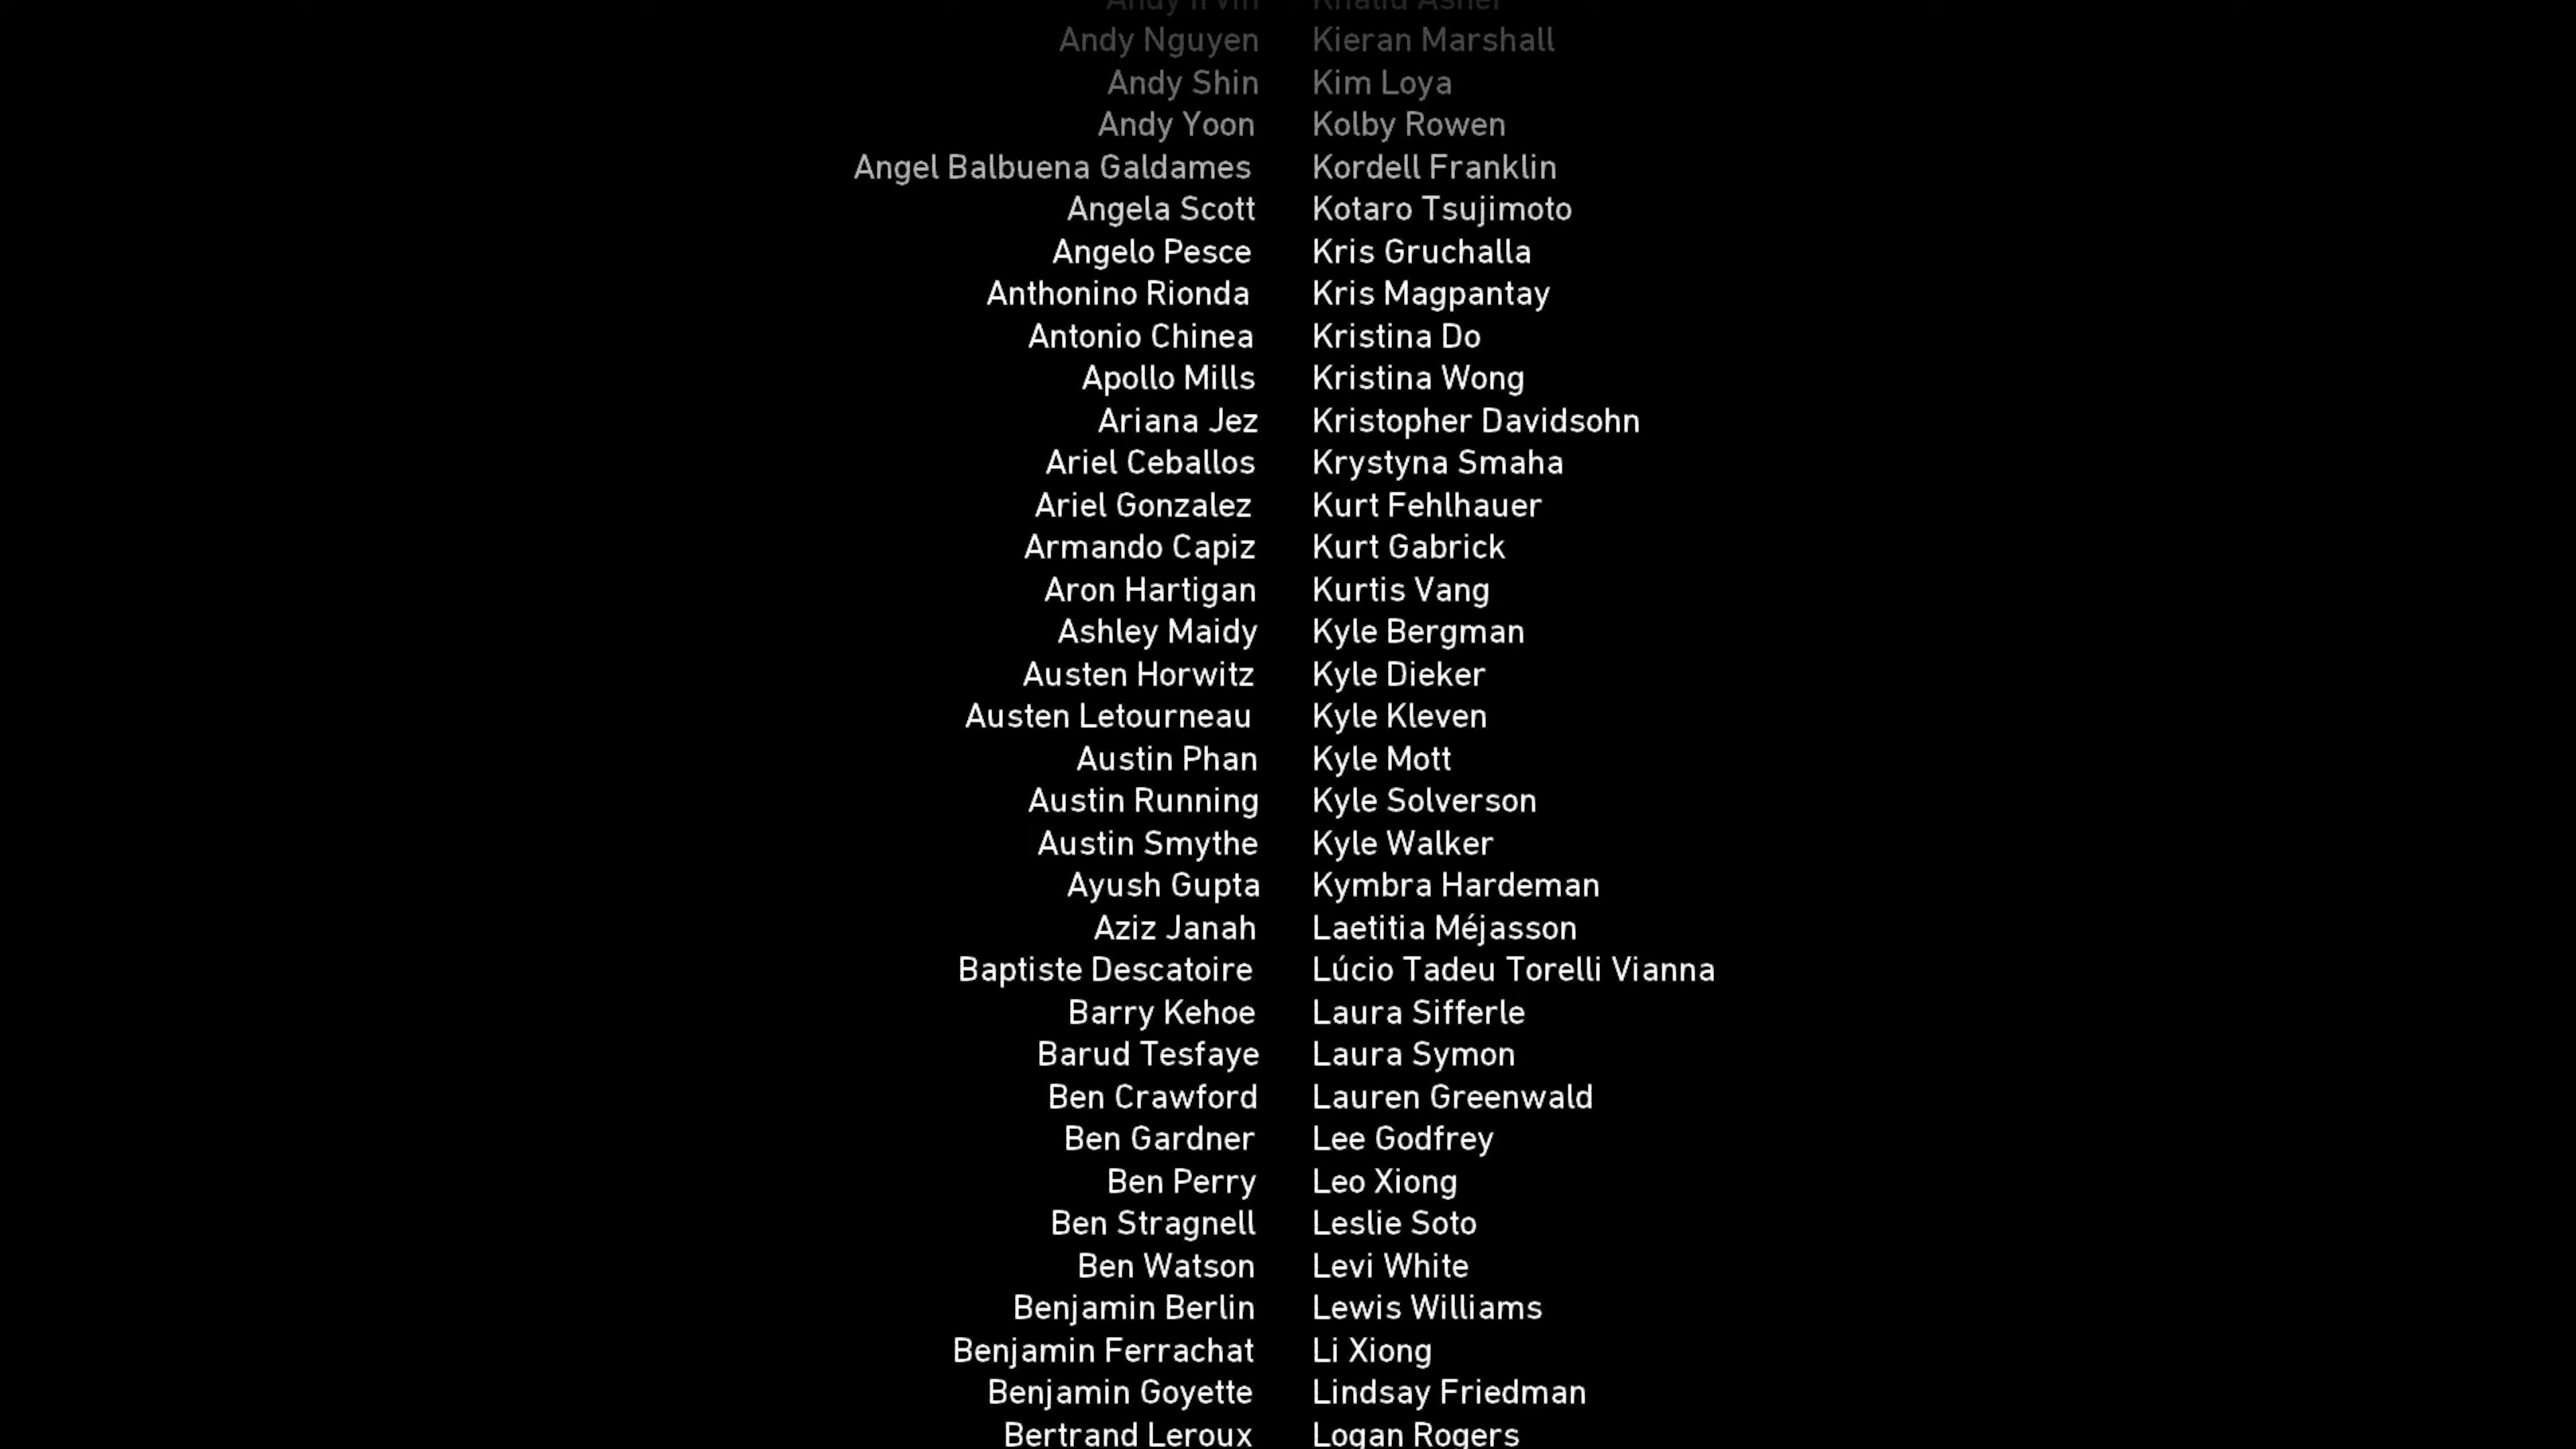 Andy Irvin Khalid Asher
Andy Nguyen Kieran Marshall
Andy Shin Kim Loya
Andy Yoon Kolby Rowen
Angel Balbuena Galdames Kordell Franklin
Angela Scott Kotaro Tsujimoto
Angelo Pesce Kris Gruchalla
Anthonino Rionda Kris Magpantay
Antonio Chinea Kristina Do
Apollo Mills Kristina Wong
Ariana Jez Kristopher Davidsohn
Ariel Ceballos Krystyna Smaha
Ariel Gonzalez Kurt Fehlhauer
Armando Capiz Kurt Gabrick
Aron Hartigan Kurtis Vang
Ashley Maidy Kyle Bergman
Austen Horwitz Kyle Dieker
Austen Letourneau Kyle Kleven
Austin Phan Kyle Mott
Austin Running Kyle Solverson
Austin Smythe Kyle Walker
Ayush Gupta Kymbra Hardeman
Aziz Janah Laetitia Méjasson
Baptiste Descatoire Lúcio Tadeu Torelli Vianna
Barry Kehoe Laura Sifferle
Barud Tesfaye Laura Symon
Ben Crawford Lauren Greenwald
Ben Gardner Lee Godfrey
Ben Perry Leo Xiong
Ben Stragnell Leslie Soto
Ben Watson Levi White
Benjamin Berlin Lewis Williams
Benjamin Ferrachat Li Xiong
Benjamin Goyette Lindsay Friedman
Bertrand Leroux Logan Rogers